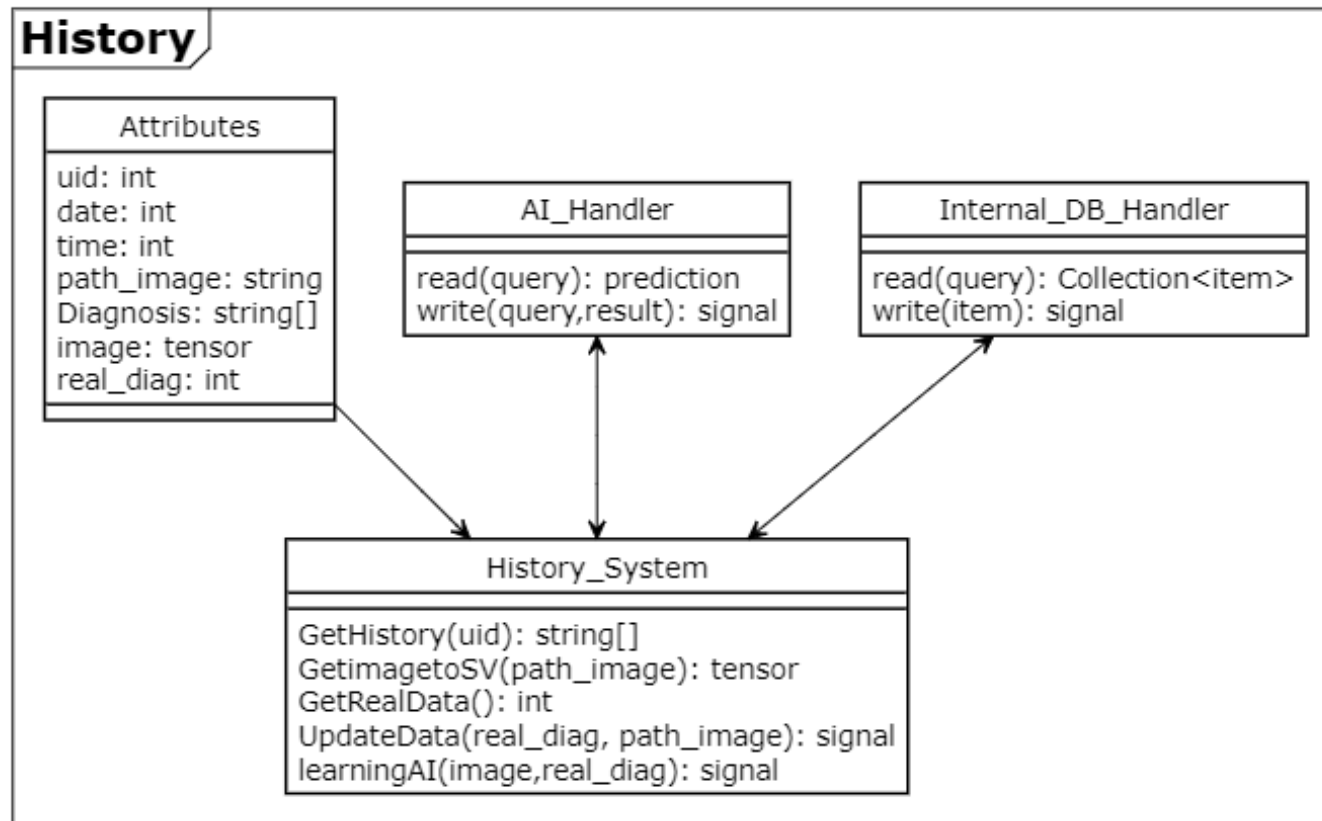 History
Attributes
uid: int
date: int
time: int
path_image: string
Diagnosis: string[]
image: tensor
real_diag: int
AI_Handler
read(query): prediction
write(query,result): signal
Internal_DB_Handler
read(query): Collection<item>
write(item): signal
History_System
GetHistory(uid): string[]
GetimagetoSV(path_image): tensor
GetRealData(): int
UpdateData(real_diag, path_image): signal
learningAI(image,real_diag): signal